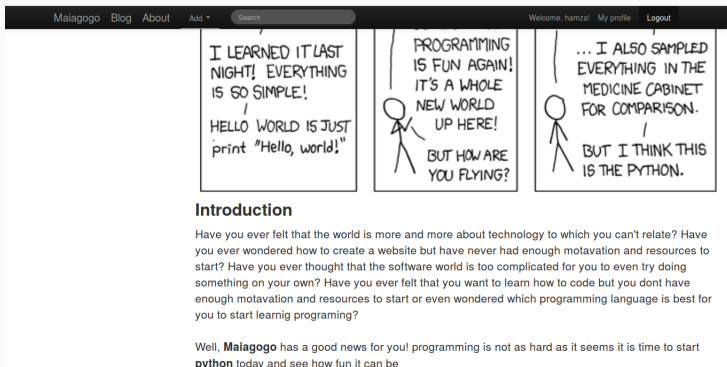 Maiagogo Blog About Add Search Welcome, hamza! My profile Logout
I LEARNED IT LAST
NIGHT! EVERYTHING
IS SO SIMPLE!
HELLO WORLD IS JUST
print "Hello, world!"
PROGRAMMING
IS FUN AGAIN!
IT'S A WHOLE
NEW WORLD
UP HERE!
BUT HOW ARE
YOU FLYING?
... I ALSO SAMPLED
EVERYTHING IN THE
MEDICINE CABINET
FOR COMPARISON.
BUT I THINK THIS
IS THE PYTHON.
Introduction
Have you ever felt that the world is more and more about technology to which you can't relate? Have
you ever wondered how to create a website but have never had enough motavation and resources to
start? Have you ever thought that the software world is too complicated for you to even try doing
something on your own? Have you ever felt that you want to learn how to code but you dont have
enough motavation and resources to start or even wondered which programming language is best for
you to start learnig programing?
Well, Maiagogo has a good news for you! programming is not as hard as it seems it is time to start
python today and see how fun it can be